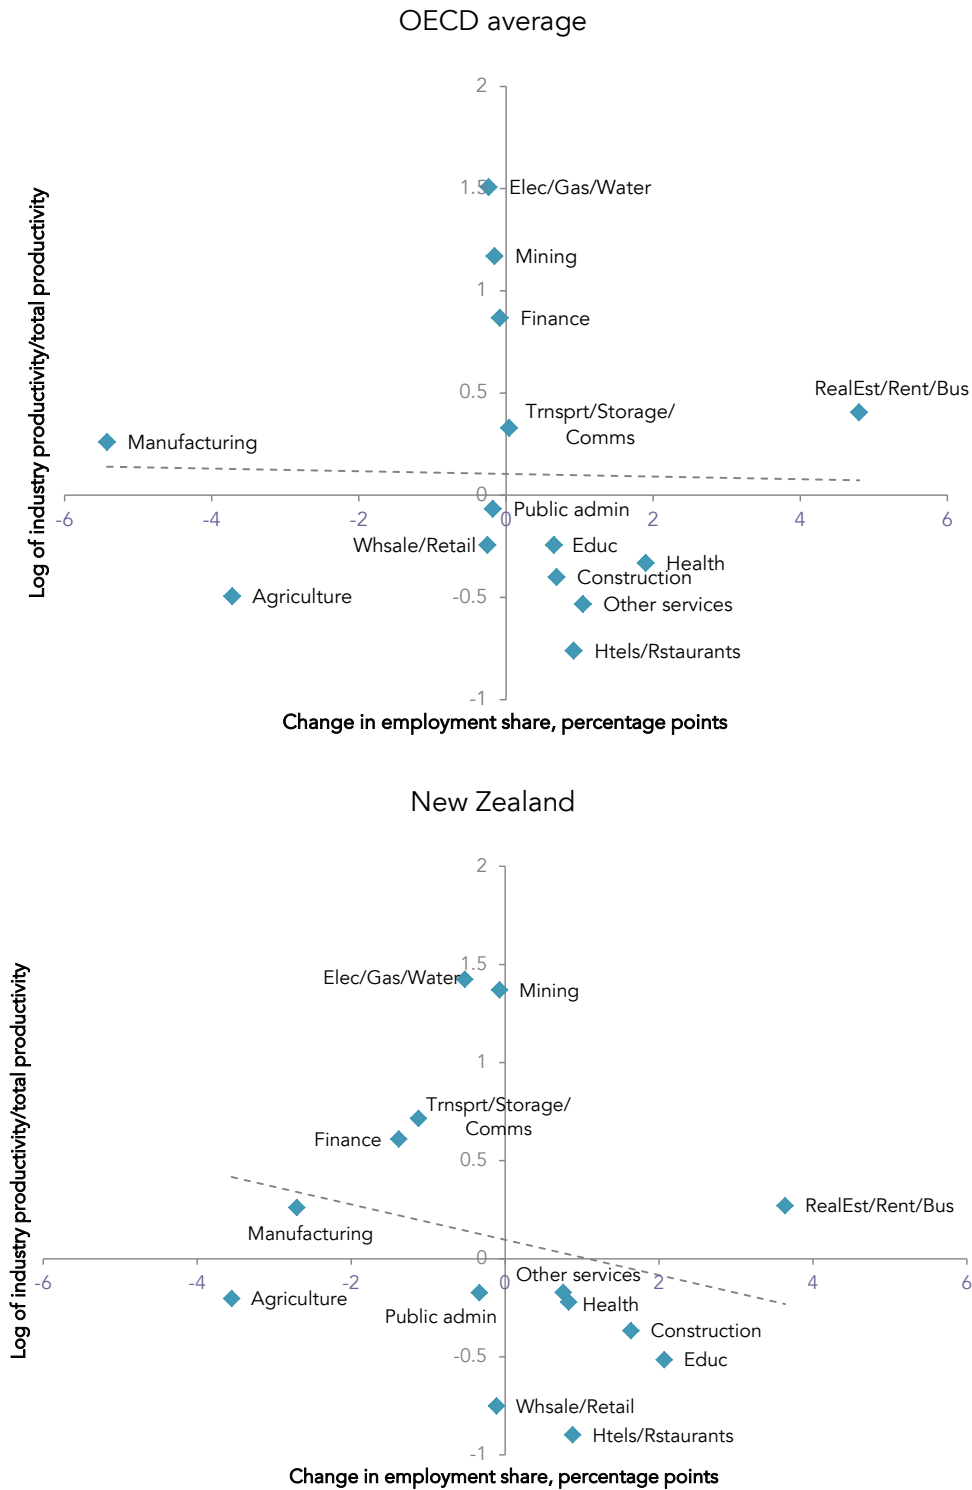 OECD average
2
1.5
Elec/Gas/Water
Mining
1
Finance
0.5
RealEst/Rent/Bus
Trnsprt/Storage/
Comms
Manufacturing
0
-6
-4
-2
0
2
4
6
Public admin
Whsale/Retail
Educ
Health
Construction
Agriculture
-0.5
Other services
Htels/Rstaurants
-1
Log of industry productivity/total productivity
Change in employment share, percentage points
New Zealand
2
1.5
Elec/Gas/Water
Mining
1
Trnsprt/Storage/
Comms
Finance
0.5
RealEst/Rent/Bus
Manufacturing
0
-6
-4
-2
0
2
4
6
Other services
Agriculture
Health
Public admin
Construction
-0.5
Educ
Whsale/Retail
Htels/Rstaurants
-1
Log of industry productivity/total productivity
Change in employment share, percentage points